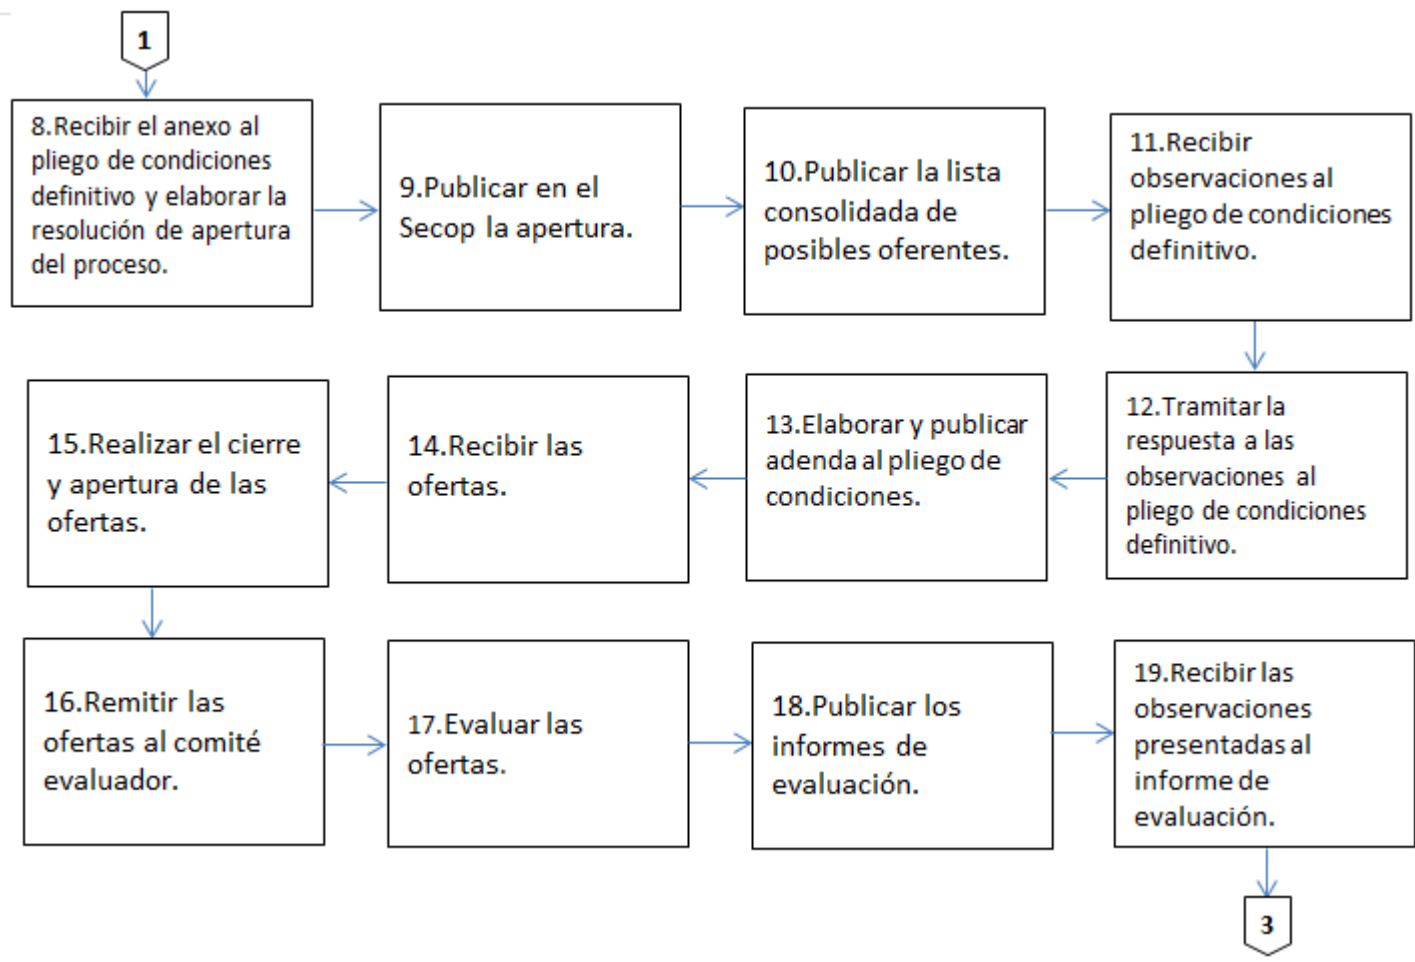 1
8.Recibir el anexo al
pliego de condiciones
definitivo y elaborar la
resolución de apertura
del proceso.
9.Publicar en el
Secop la apertura.
10.Publicar la lista
consolidada de
posibles oferentes.
11.Recibir
observaciones al
pliego de condiciones
definitivo.
12.Tramitar la
respuesta a las
observaciones al
pliego de condiciones
definitivo.
13.Elaborar y publicar
adenda al pliego de
condiciones.
14.Recibir las
ofertas.
15.Realizar el cierre
y apertura de las
ofertas.
16.Remitir las
ofertas al comité
evaluador.
17.Evaluar las
ofertas.
18.Publicar los
informes de
evaluación.
19.Recibir las
observaciones
presentadas al
informe de
evaluación.
3